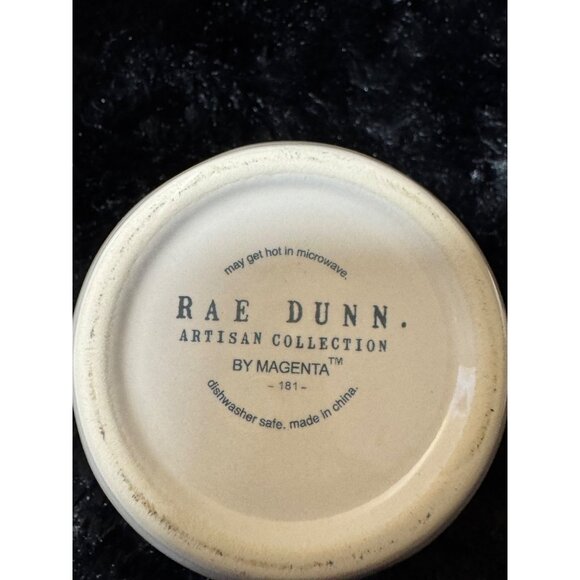 may get hot in microwave.
RAE DUNN.
ARTISAN COLLECTION
BY MAGENTA™
– 181 –
dishwasher safe. made in china.